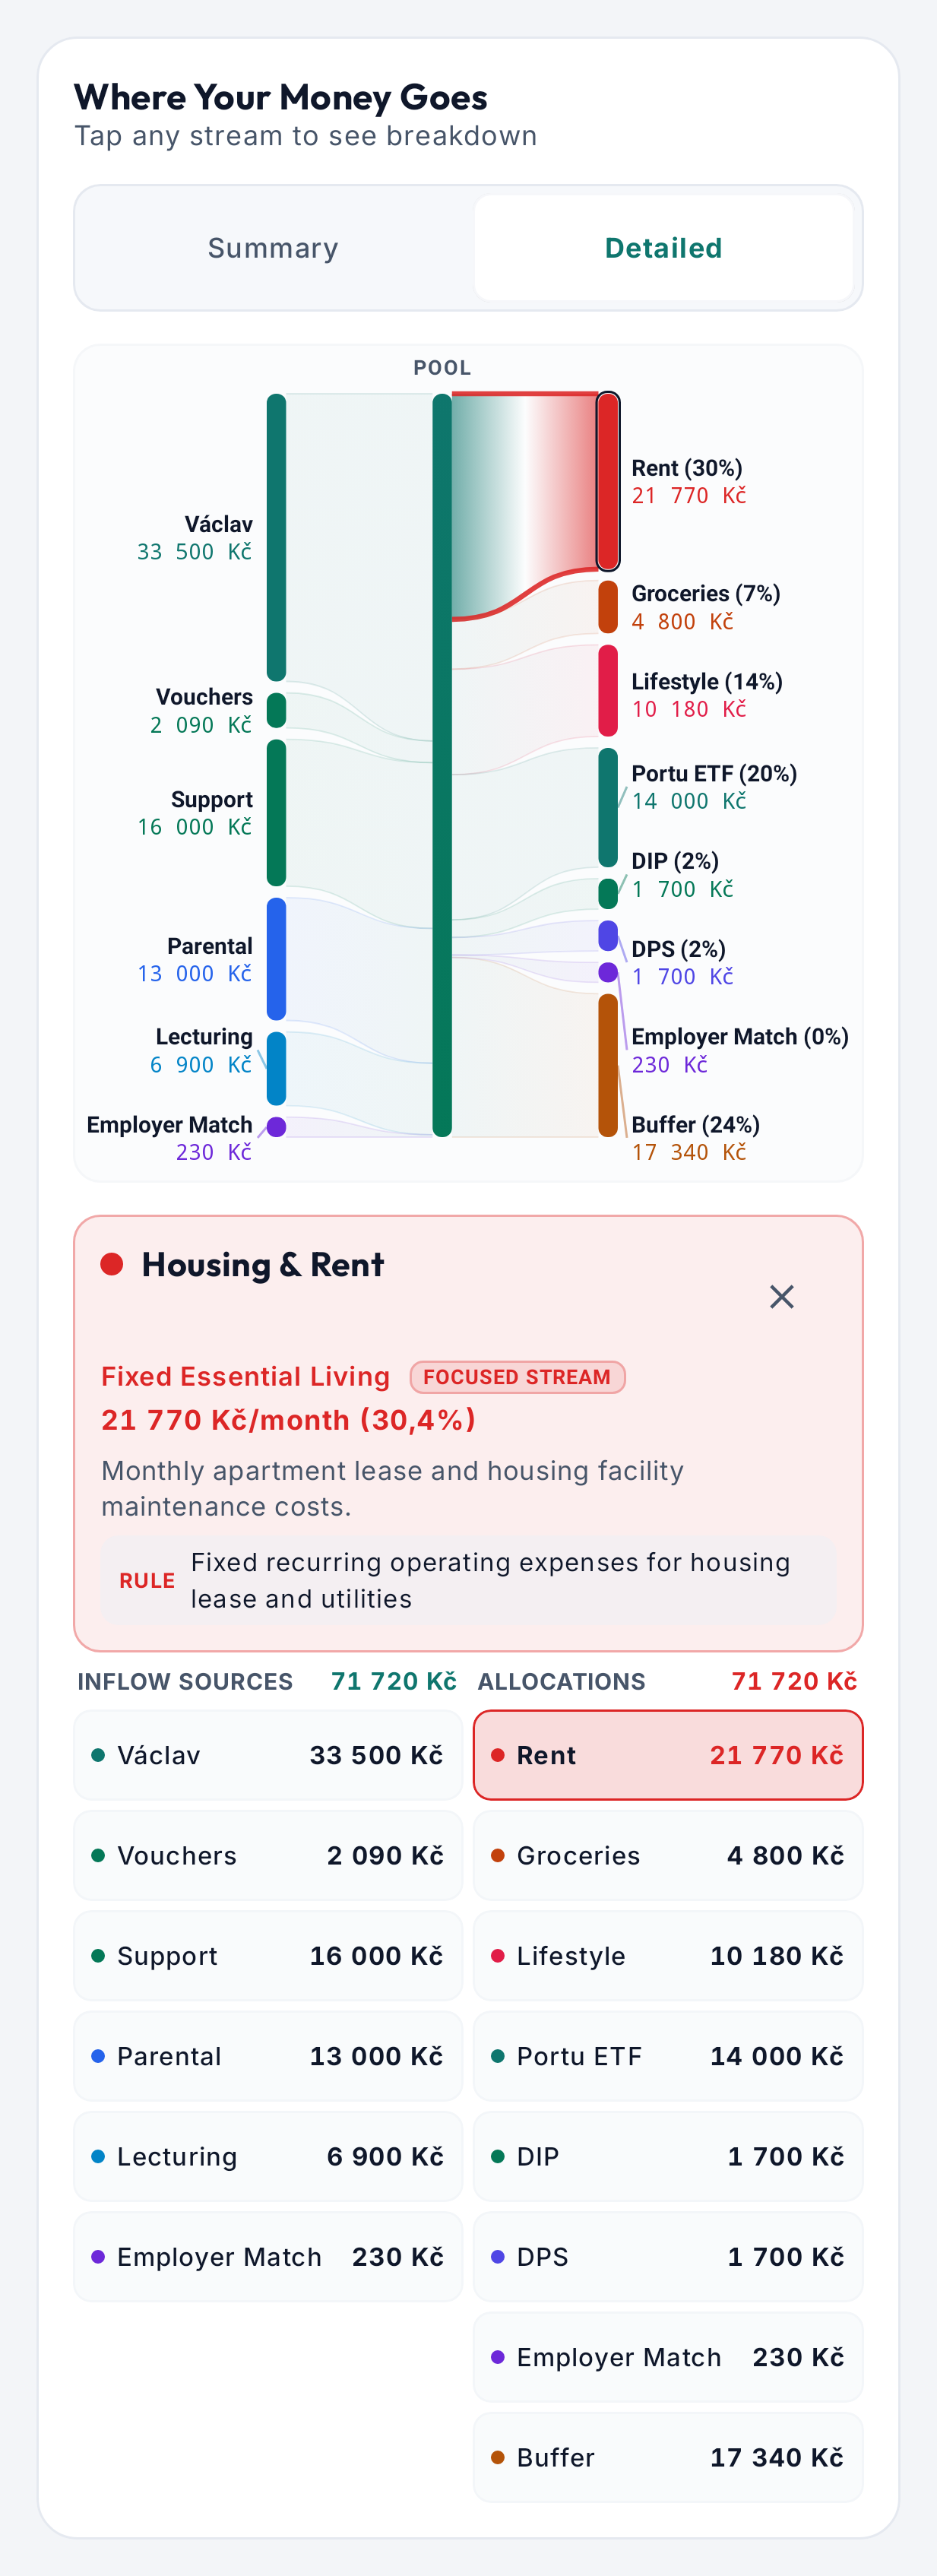 Where Your Money Goes
Tap any stream to see breakdown
Summary
Detailed
POOL
Václav
33 500 Kč
Vouchers
2 090 Kč
Support
16 000 Kč
Parental
13 000 Kč
Lecturing
6 900 Kč
Employer Match
230 Kč
Rent (30%)
21 770 Kč
Groceries (7%)
4 800 Kč
Lifestyle (14%)
10 180 Kč
Portu ETF (20%)
14 000 Kč
DIP (2%)
1 700 Kč
DPS (2%)
1 700 Kč
Employer Match (0%)
230 Kč
Buffer (24%)
17 340 Kč
Housing & Rent
Fixed Essential Living FOCUSED STREAM
21 770 Kč/month (30,4%)
Monthly apartment lease and housing facility
maintenance costs.
RULE
Fixed recurring operating expenses for housing
lease and utilities
INFLOW SOURCES 71 720 Kč
Václav 33 500 Kč
Vouchers 2 090 Kč
Support 16 000 Kč
Parental 13 000 Kč
Lecturing 6 900 Kč
Employer Match 230 Kč
ALLOCATIONS 71 720 Kč
Rent 21 770 Kč
Groceries 4 800 Kč
Lifestyle 10 180 Kč
Portu ETF 14 000 Kč
DIP 1 700 Kč
DPS 1 700 Kč
Employer Match 230 Kč
Buffer 17 340 Kč